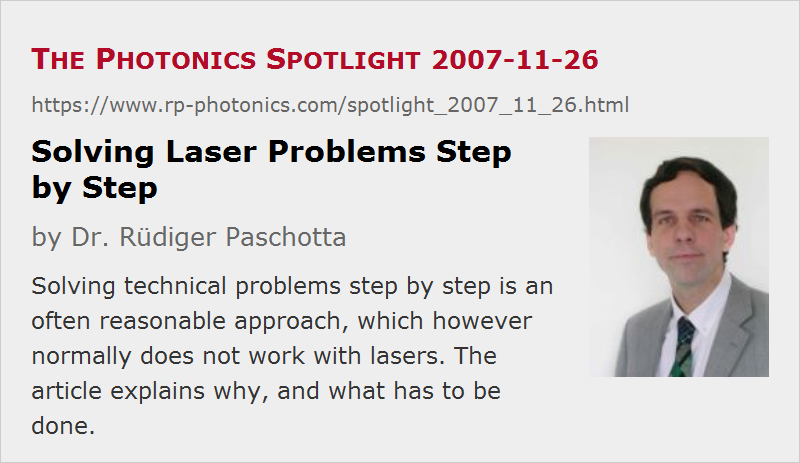 The Photonics Spotlight 2007-11-26
https://www.rp-photonics.com/spotlight_2007_11_26.html
Solving Laser Problems Step
by Step
by Dr. Rüdiger Paschotta
Solving technical problems step by step is an
often reasonable approach, which however
normally does not work with lasers. The
article explains why, and what has to be
done.